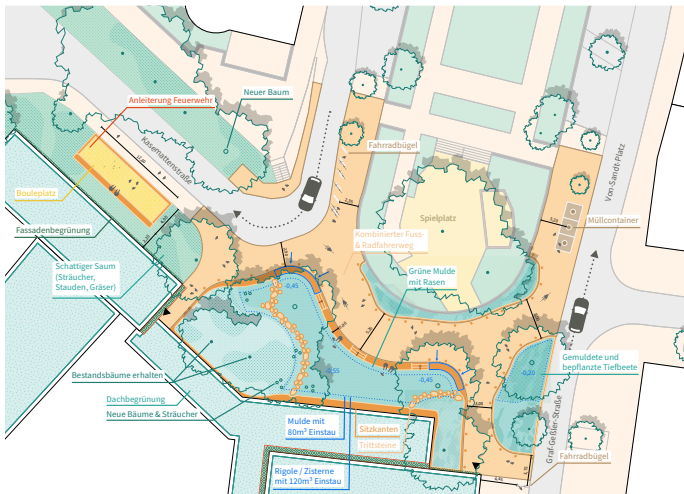 Neuer Baum
Anleiterung Feuerwehr
Kasemattenstraße
Fahrradbügel
Von-Sandt-Platz
Bouleplatz
Spielplatz
Müllcontainer
Fassadenbegrünung
Kombinierter Fuss-
& Radfahrerweg
Schattiger Saum
(Sträucher,
Stauden, Gräser)
Grüne Mulde
mit Rasen
-0,45
-0,55
-0,45
-0,20
Gemuldete und
bepflanzte Tiefbeete
Bestandsbäume erhalten
Dachbegrünung
Neue Bäume & Sträucher
Mulde mit
80m³ Einstau
Sitzkanten
Trittsteine
Graf-Geßler-Straße
Fahrradbügel
Rigole / Zisterne
mit 120m³ Einstau